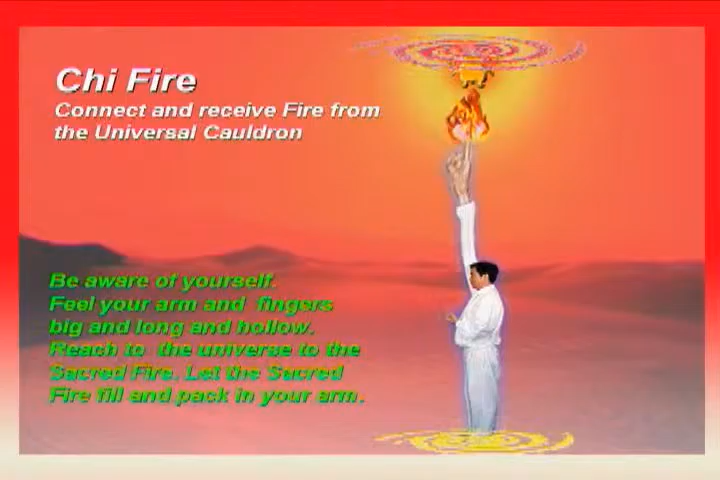 Chi Fire
Connect and receive Fire from
the Universal Cauldron
Be aware of yourself.
Feel your arm and fingers
big and long and hollow.
Reach to the universe to the
Sacred Fire. Let the Sacred
Fire fill and pack in your arm.